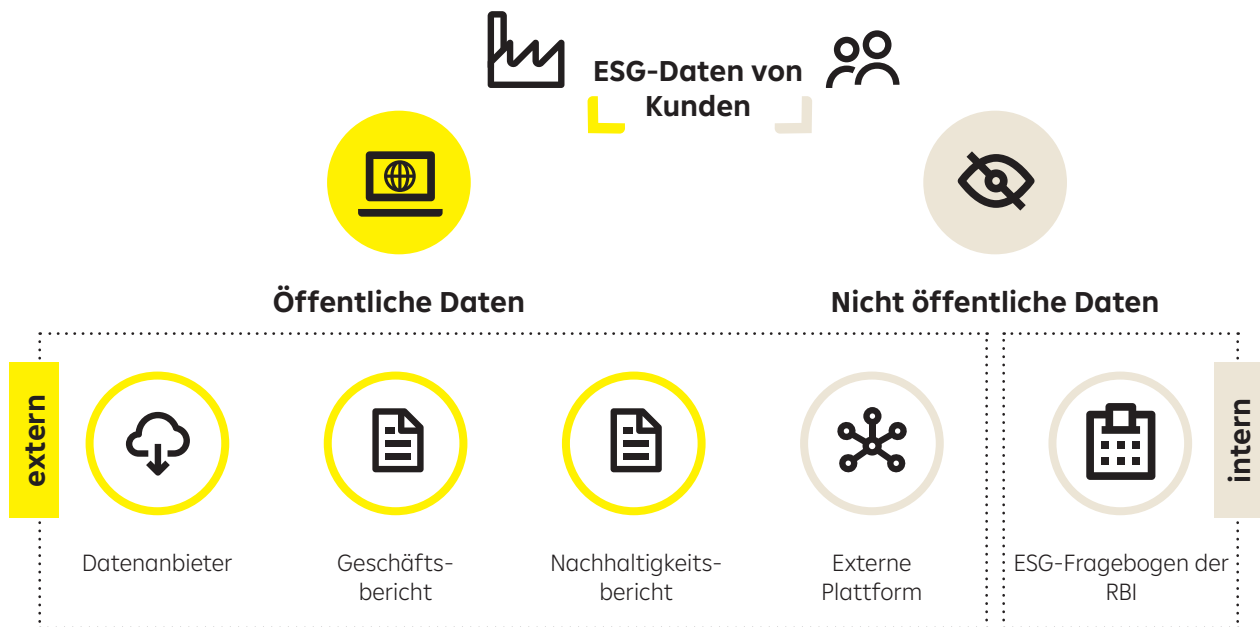 ESG-Daten von
Kunden
Öffentliche Daten
Nicht öffentliche Daten
extern
intern
Datenanbieter
Geschäfts-
bericht
Nachhaltigkeits-
bericht
Externe
Plattform
ESG-Fragebogen der
RBI